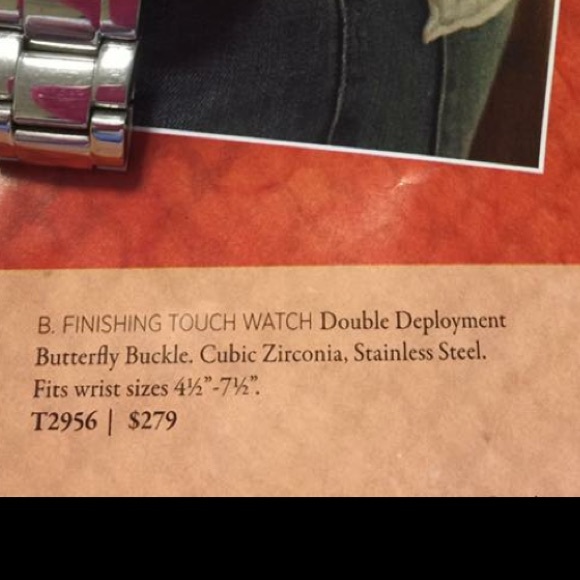 B. FINISHING TOUCH WATCH Double Deployment
Butterfly Buckle. Cubic Zirconia, Stainless Steel.
Fits wrist sizes 4½”-7½”.
T2956 | $279